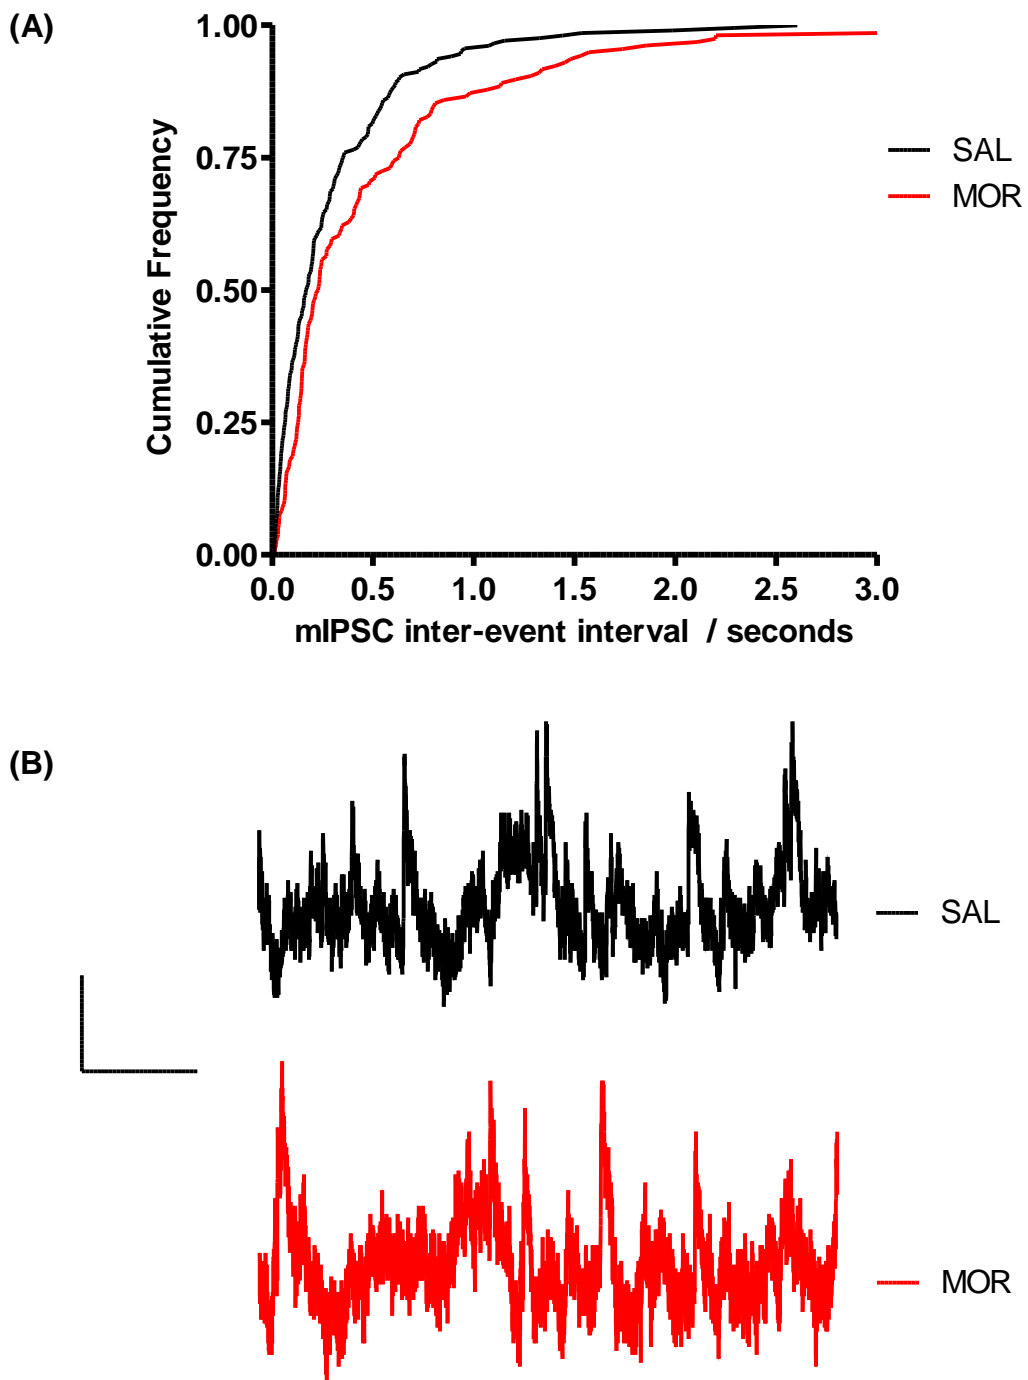 (A)
1.00
0.75
0.50
0.25
0.00
Cumulative Frequency
0.0 0.5 1.0 1.5 2.0 2.5 3.0
mIPSC inter-event interval / seconds
SAL
MOR
(B)
SAL
MOR